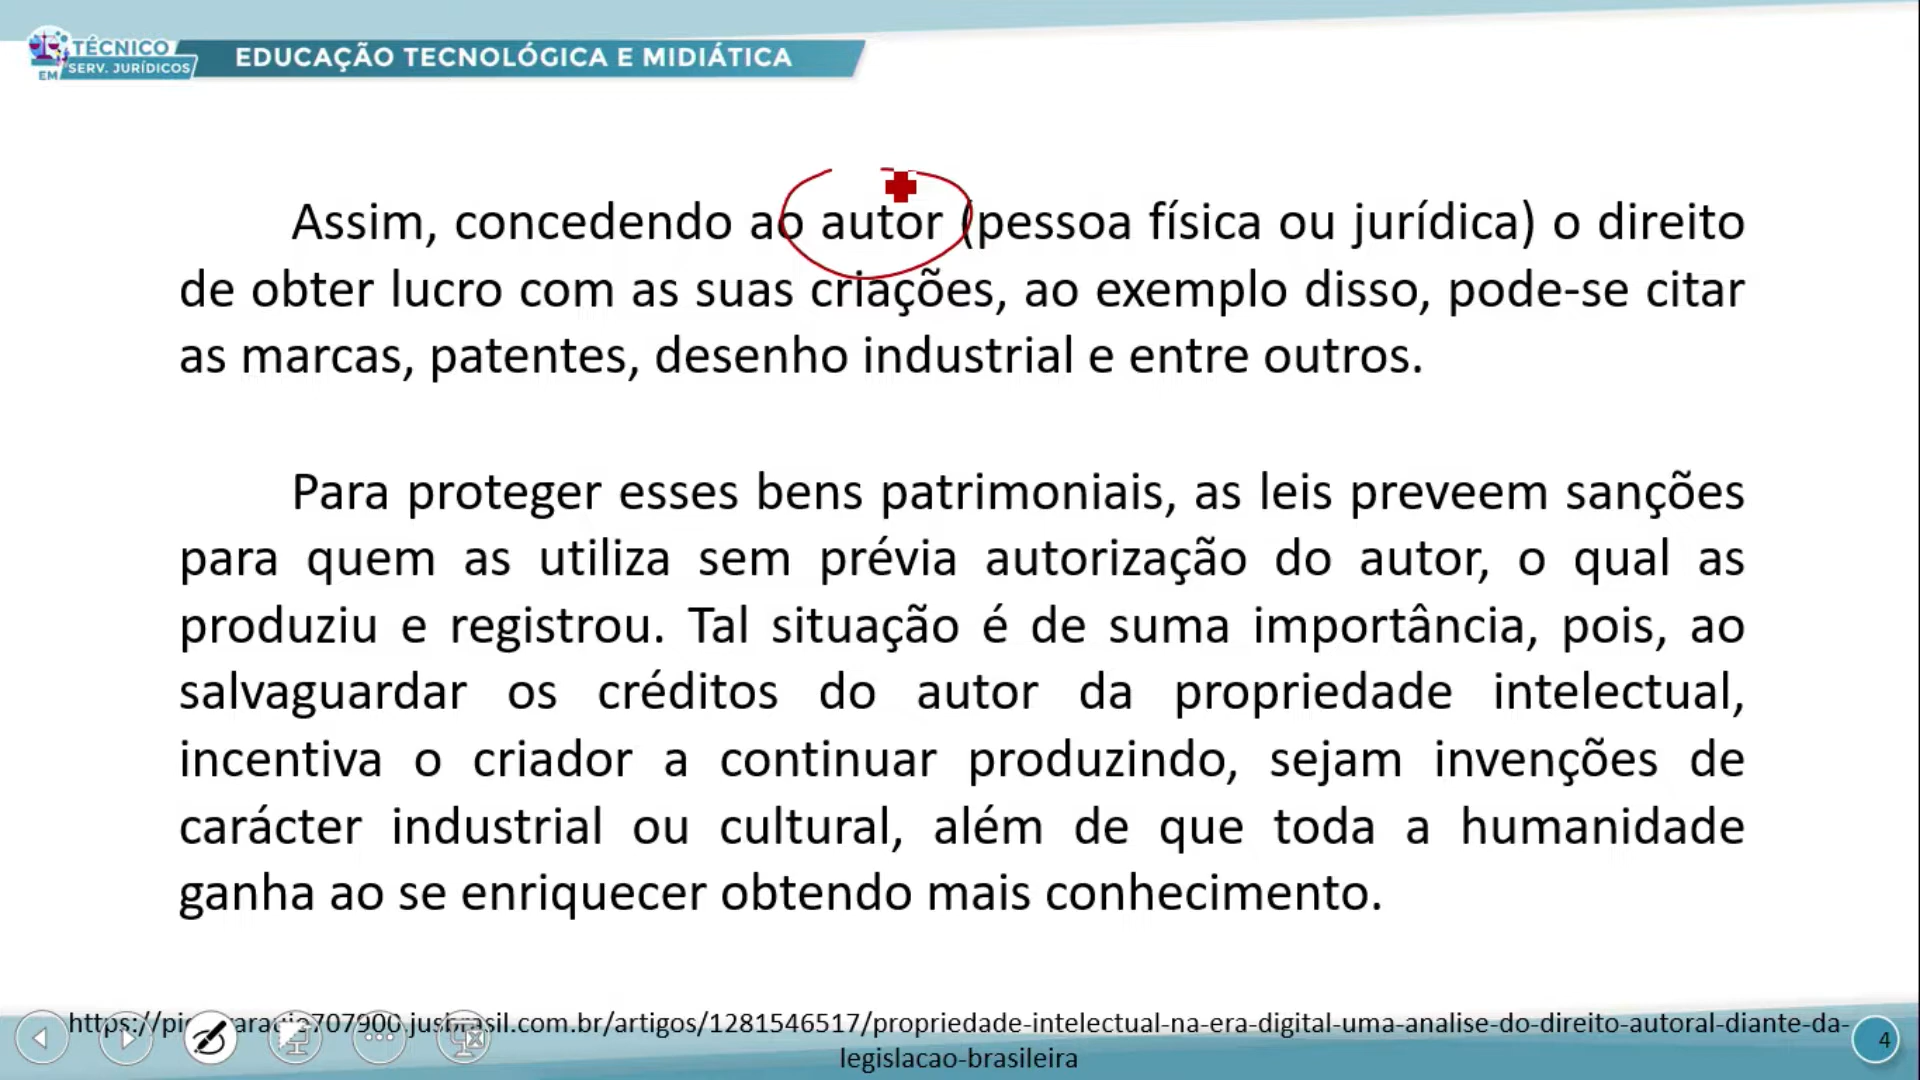 TÉCNICO
EM SERV. JURÍDICOS
EDUCAÇÃO TECNOLÓGICA E MIDIÁTICA
Assim, concedendo ao autor (pessoa física ou jurídica) o direito
de obter lucro com as suas criações, ao exemplo disso, pode-se citar
as marcas, patentes, desenho industrial e entre outros.
Para proteger esses bens patrimoniais, as leis preveem sanções
para quem as utiliza sem prévia autorização do autor, o qual as
produziu e registrou. Tal situação é de suma importância, pois, ao
salvaguardar os créditos do autor da propriedade intelectual,
incentiva o criador a continuar produzindo, sejam invenções de
carácter industrial ou cultural, além de que toda a humanidade
ganha ao se enriquecer obtendo mais conhecimento.
707900.jusbrasil.com.br/artigos/1281546517/propriedade-intelectual-na-era-digital-uma-analise-do-direito-autoral-diante-da-
legislacao-brasileira
4